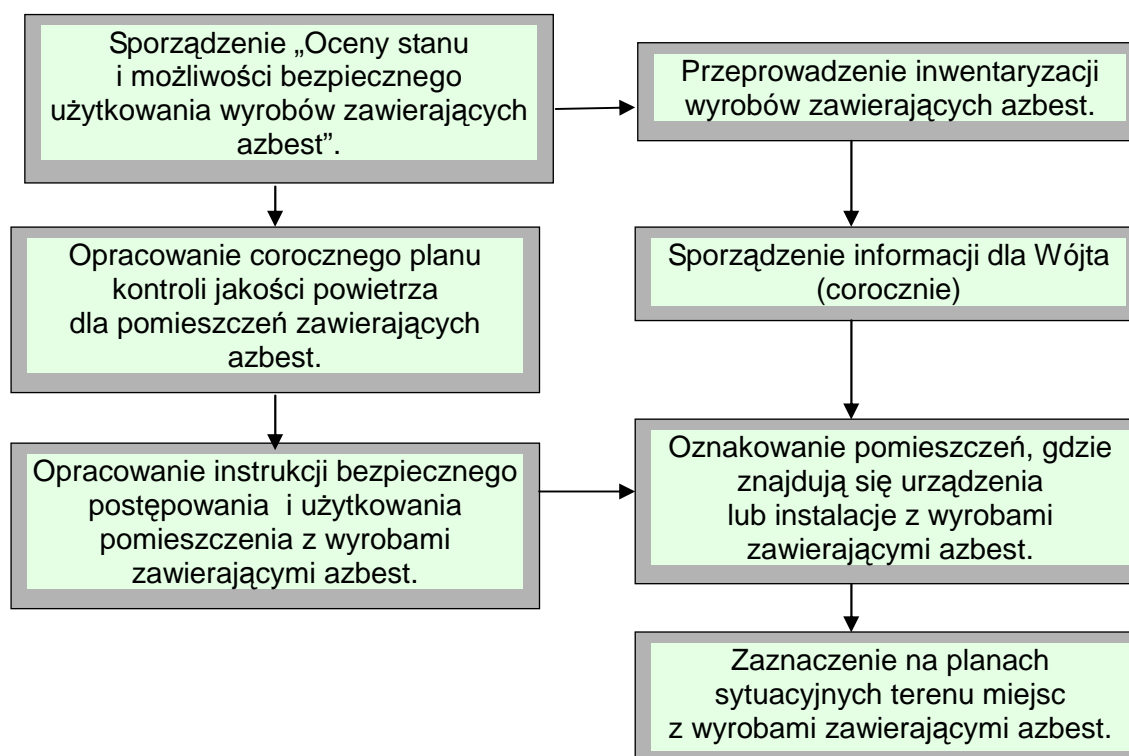 Sporządzenie „Oceny stanu
i możliwości bezpiecznego
użytkowania wyrobów zawierających
azbest”.
Przeprowadzenie inwentaryzacji
wyrobów zawierających azbest.
Opracowanie corocznego planu
kontroli jakości powietrza
dla pomieszczeń zawierających
azbest.
Sporządzenie informacji dla Wójta
(corocznie)
Opracowanie instrukcji bezpiecznego
postępowania i użytkowania
pomieszczenia z wyrobami
zawierającymi azbest.
Oznakowanie pomieszczeń, gdzie
znajdują się urządzenia
lub instalacje z wyrobami
zawierającymi azbest.
Zaznaczenie na planach
sytuacyjnych terenu miejsc
z wyrobami zawierającymi azbest.